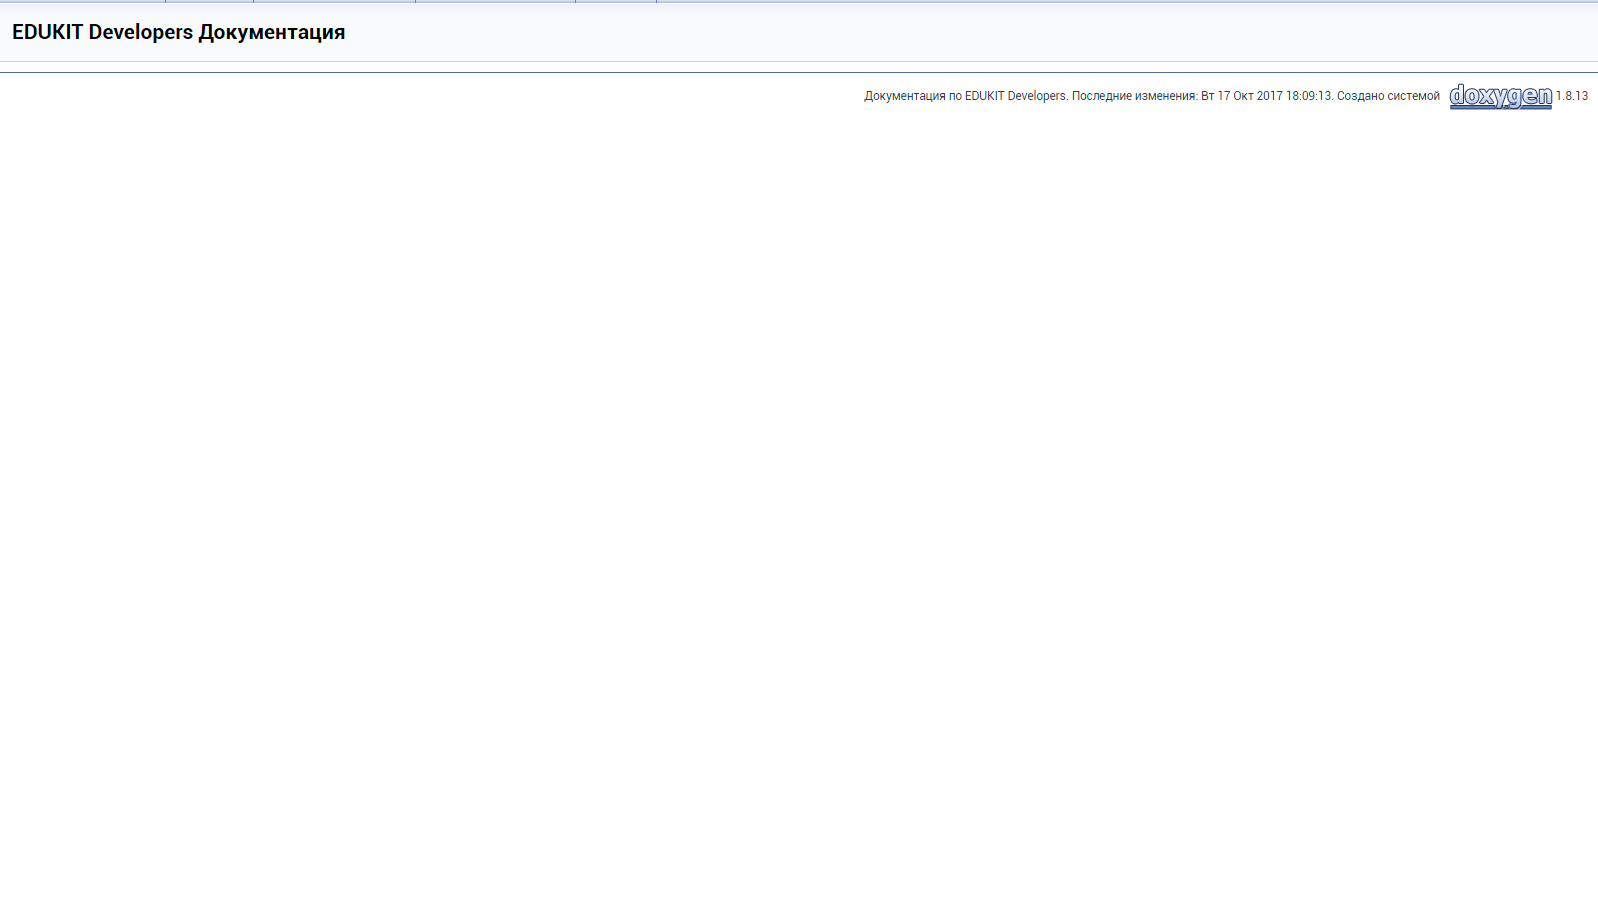 EDUKIT Developers Документация
Документация по EDUKIT Developers. Последние изменения: Вт 17 Окт 2017 18:09:13. Создано системой doxygen 1.8.13